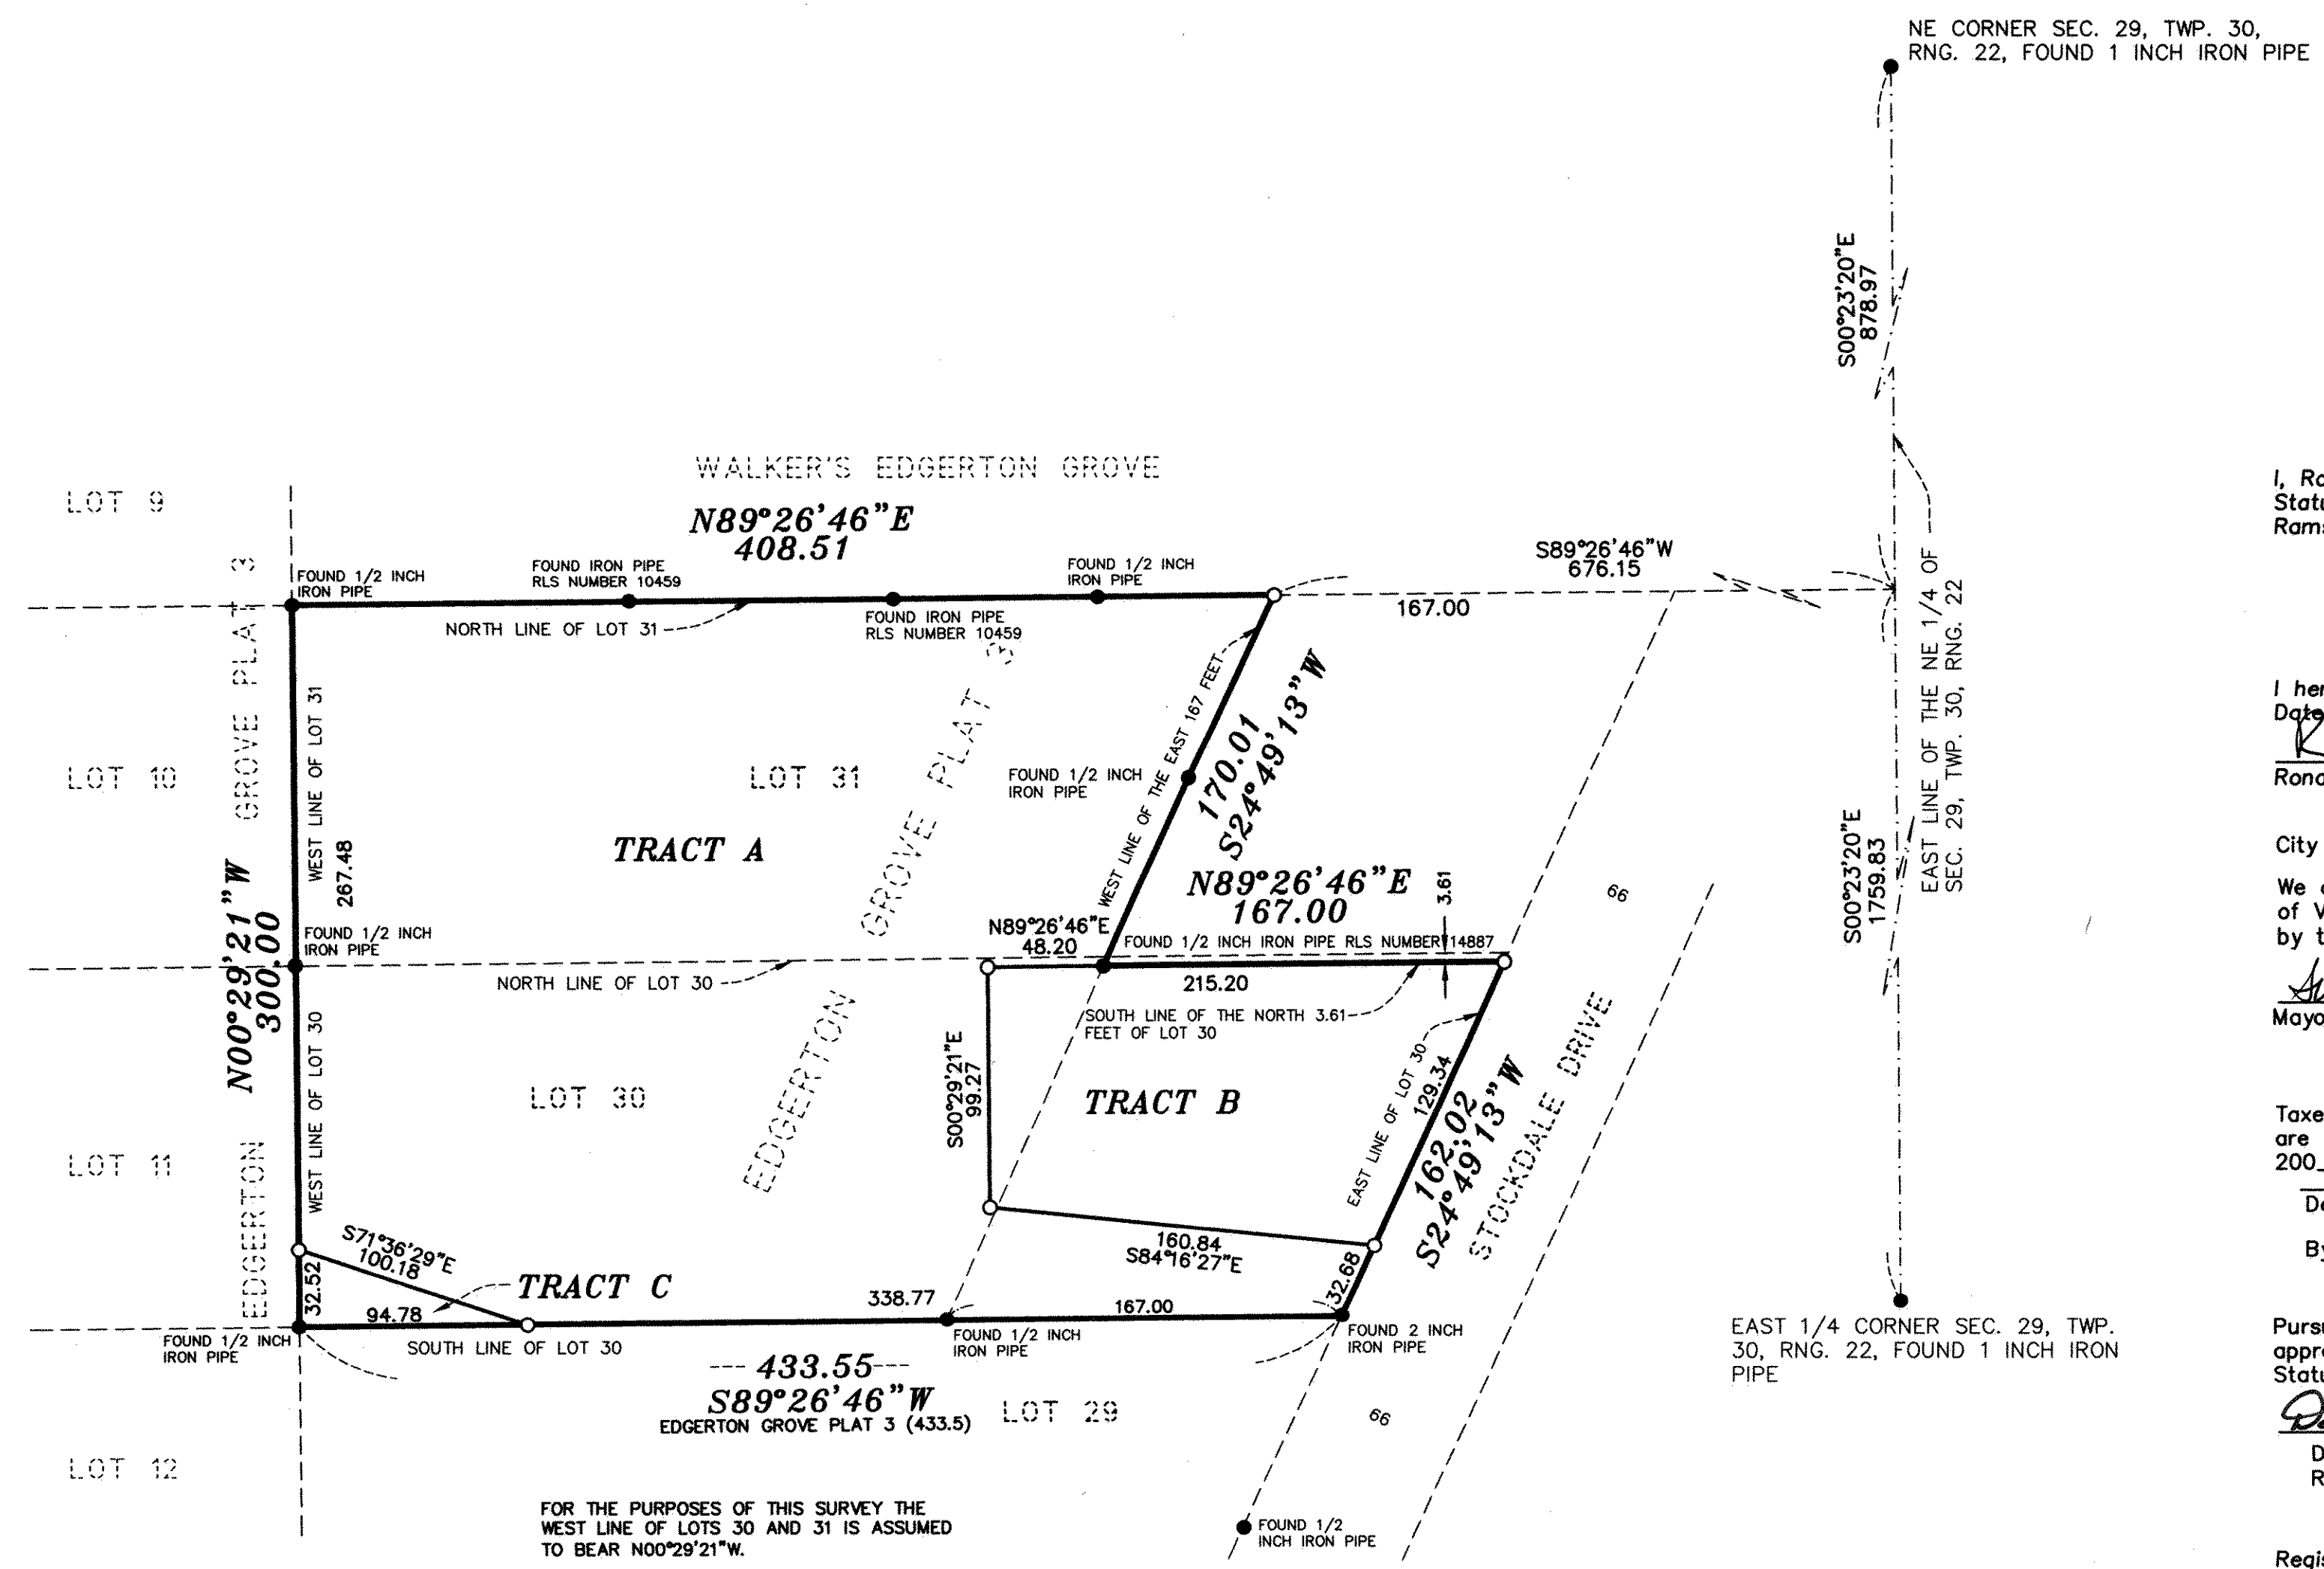 NE CORNER SEC. 29, TWP. 30,
RNG. 22, FOUND 1 INCH IRON PIPE
S00°23'20"E
878.97
WALKER'S EDGERTON GROVE
LOT 9
N89°26'46"E
408.51
FOUND 1/2 INCH
IRON PIPE
FOUND IRON PIPE
RLS NUMBER 10459
FOUND 1/2 INCH
IRON PIPE
S89°26'46"W
676.15
167.00
NORTH LINE OF LOT 31
FOUND IRON PIPE
RLS NUMBER 10459
EAST LINE OF THE NE 1/4 OF
SEC. 29, TWP. 30, RNG. 22
EDGERTON GROVE PLAT 3
WEST LINE OF LOT 31
267.48
LOT 10
LOT 31
EDGERTON GROVE PLAT 3
FOUND 1/2 INCH
IRON PIPE
WEST LINE OF THE EAST 167 FEET
170.01
S24°49'13"W
TRACT A
N00°29'21"W
300.00
FOUND 1/2 INCH
IRON PIPE
N89°26'46"E
167.00
3.61
66
S00°23'20"E
1759.83
N89°26'46"E
48.20
FOUND 1/2 INCH IRON PIPE RLS NUMBER 14887
NORTH LINE OF LOT 30
215.20
SOUTH LINE OF THE NORTH 3.61
FEET OF LOT 30
WEST LINE OF LOT 30
S00°29'21"E
99.27
LOT 30
TRACT B
EAST LINE OF LOT 30
129.34
162.02
S24°49'13"W
STOCKDALE DRIVE
LOT 11
S71°36'29"E
100.18
160.84
S84°16'27"E
32.52
TRACT C
94.78
338.77
167.00
32.68
FOUND 1/2 INCH
IRON PIPE
SOUTH LINE OF LOT 30
FOUND 1/2 INCH
IRON PIPE
FOUND 2 INCH
IRON PIPE
EAST 1/4 CORNER SEC. 29, TWP.
30, RNG. 22, FOUND 1 INCH IRON
PIPE
433.55
S89°26'46"W
EDGERTON GROVE PLAT 3 (433.5)
LOT 29
66
LOT 12
FOR THE PURPOSES OF THIS SURVEY THE
WEST LINE OF LOTS 30 AND 31 IS ASSUMED
TO BEAR N00°29'21"W.
FOUND 1/2
INCH IRON PIPE
I,
Statu
Rams
I her
Date
Rona
City
We
of V
by t
Mayo
Taxe
are
200_
By
Pursu
appro
Statu
D
R
Regis